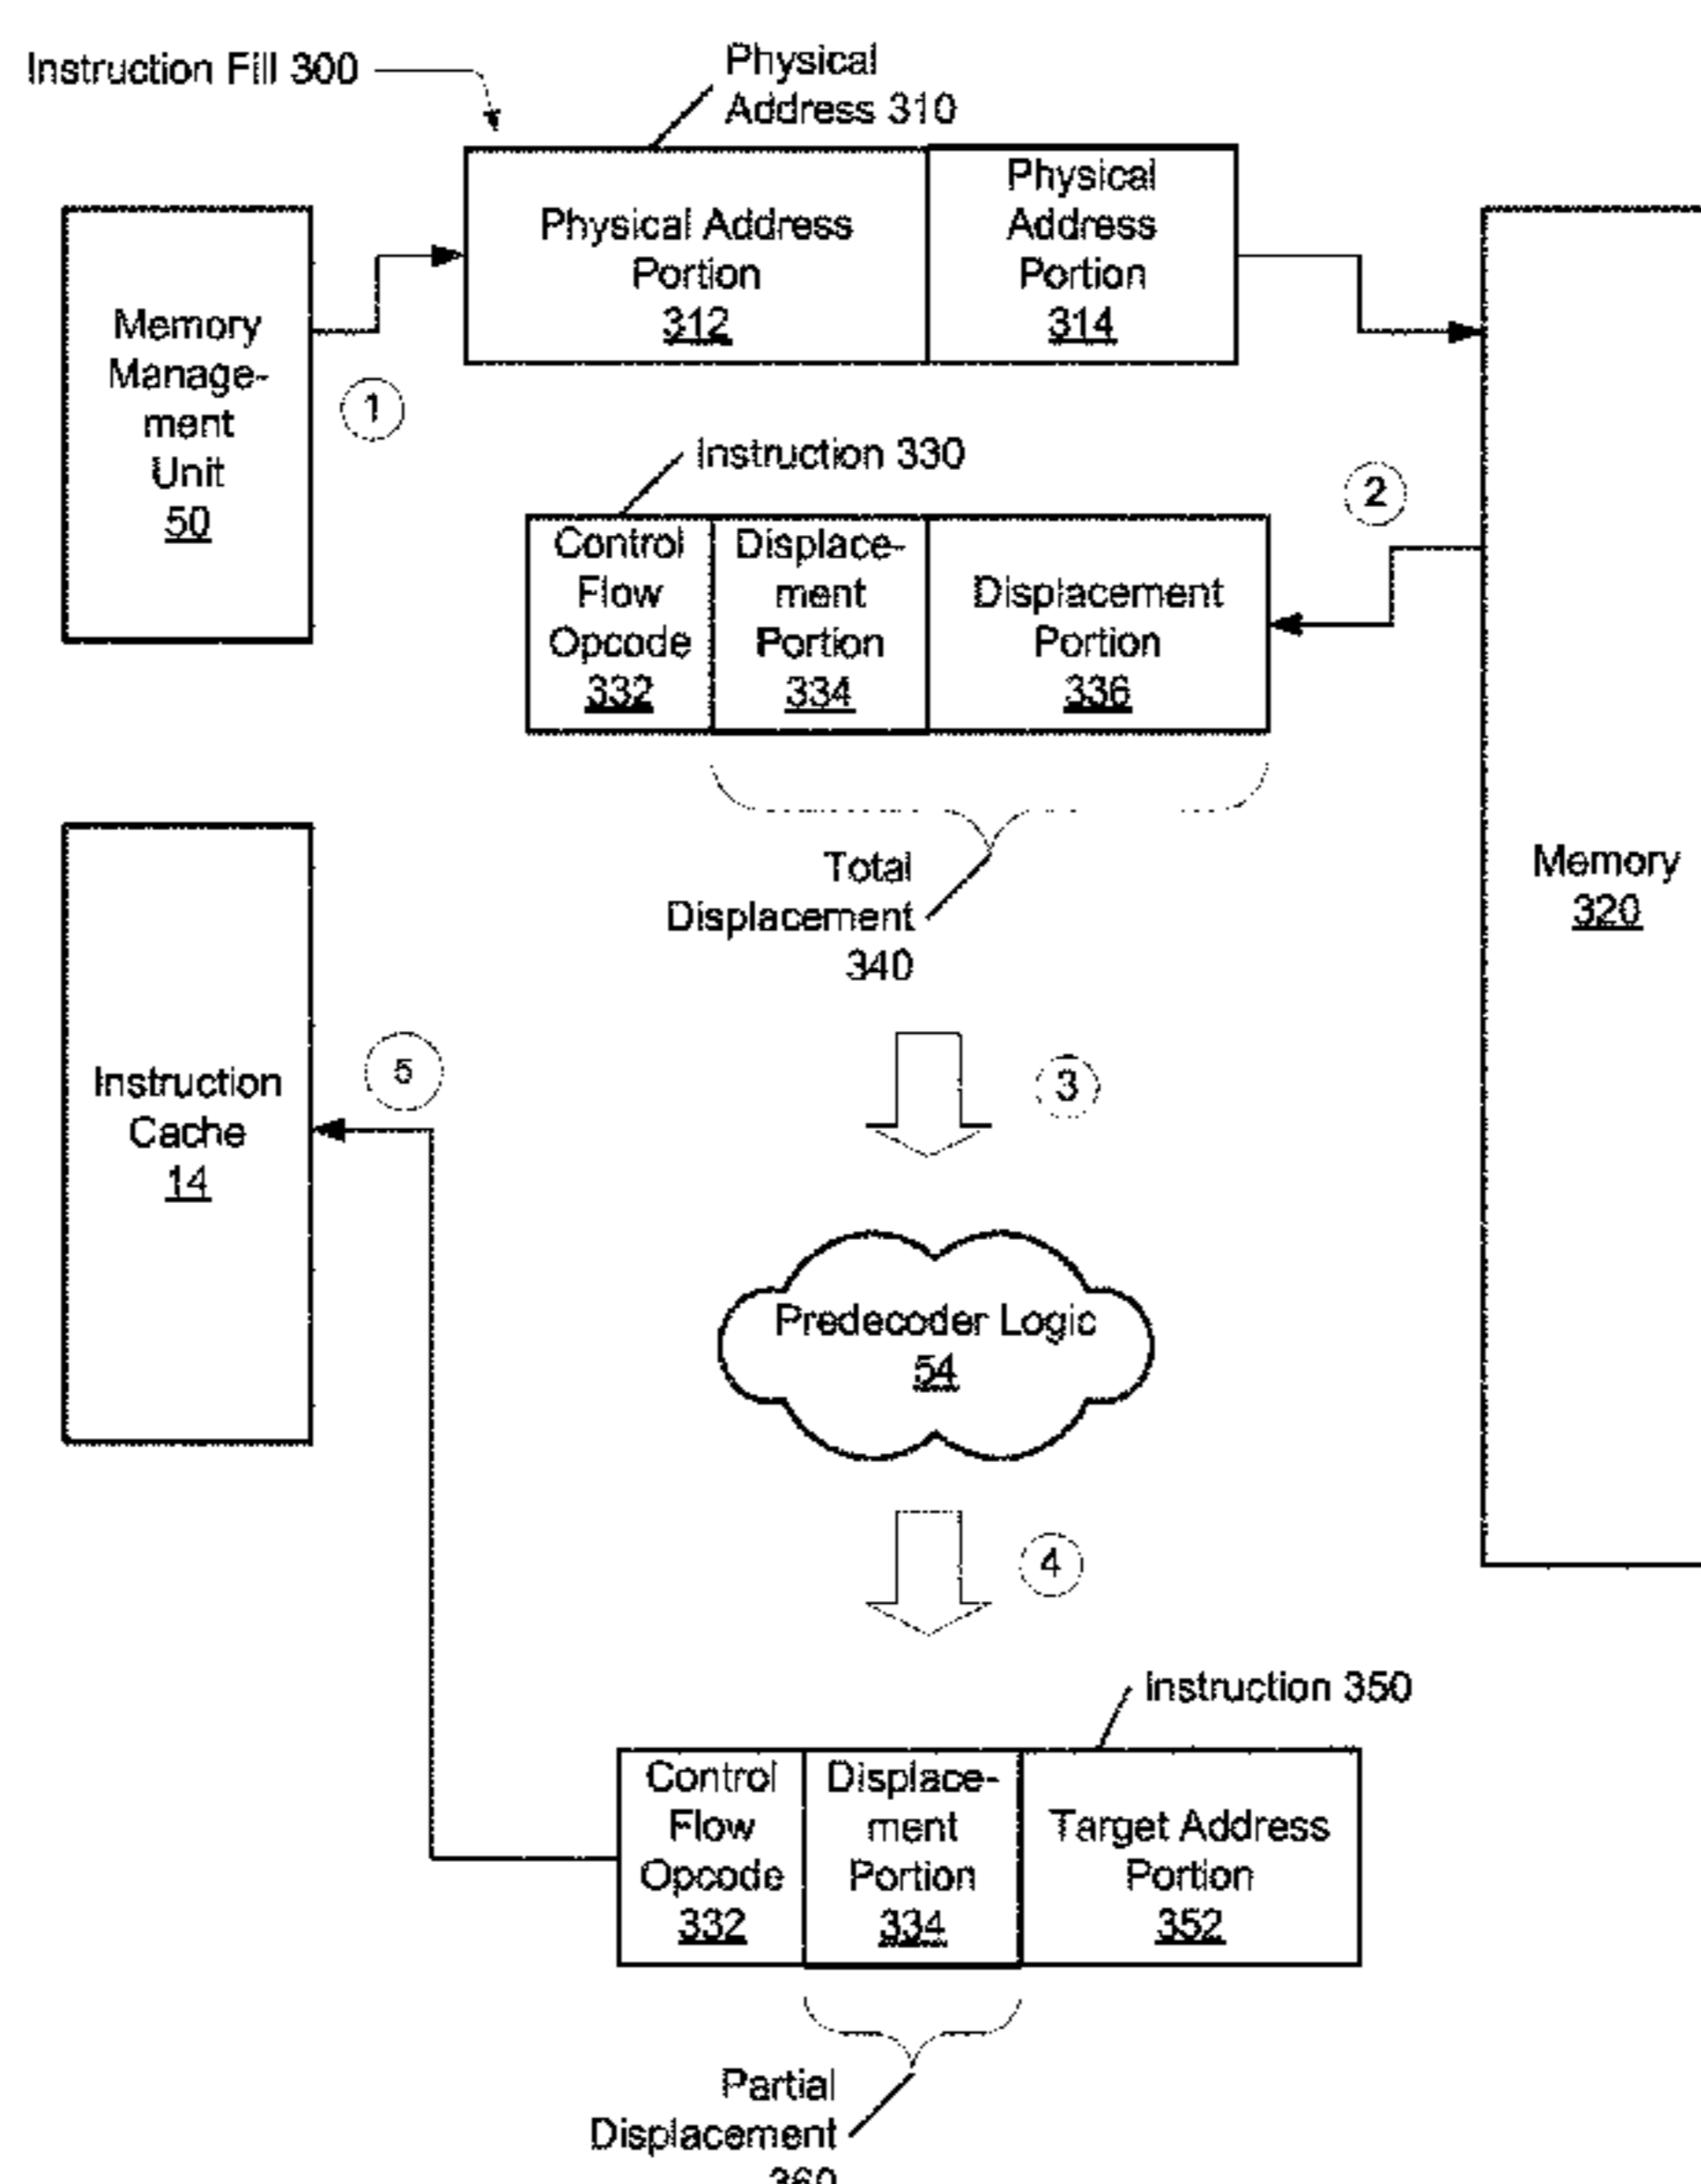 Instruction Fill 300
Physical
Address 310
Physical Address
Portion
312
Physical
Address
Portion
314
Memory
Manage-
ment
Unit
50
1
Instruction 330
2
Control
Flow
Opcode
332
Displace-
ment
Portion
334
Displacement
Portion
336
Total
Displacement
340
Memory
320
Instruction
Cache
14
5
3
Predecoder Logic
54
4
Instruction 350
Control
Flow
Opcode
332
Displace-
ment
Portion
334
Target Address
Portion
352
Partial
Displacement
360